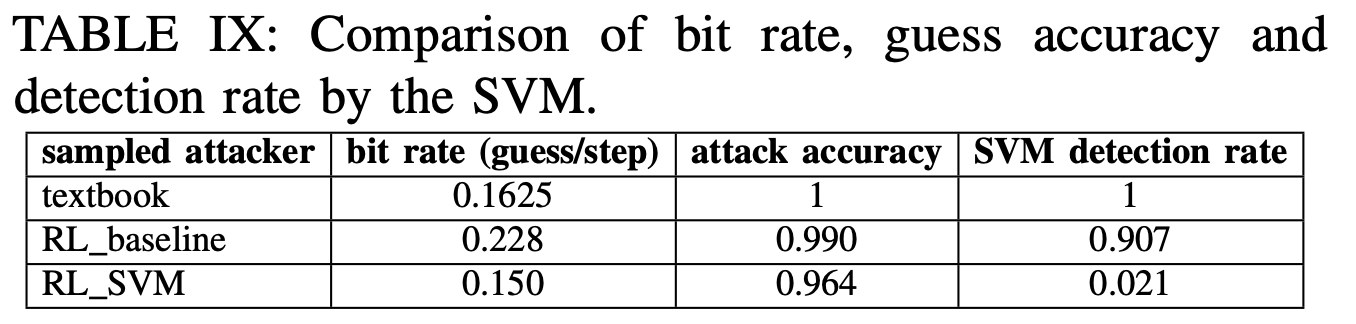 TABLE IX: Comparison of bit rate, guess accuracy and
detection rate by the SVM.
sampled attacker bit rate (guess/step) attack accuracy SVM detection rate
textbook 0.1625 1 1
RL_baseline 0.228 0.990 0.907
RL_SVM 0.150 0.964 0.021